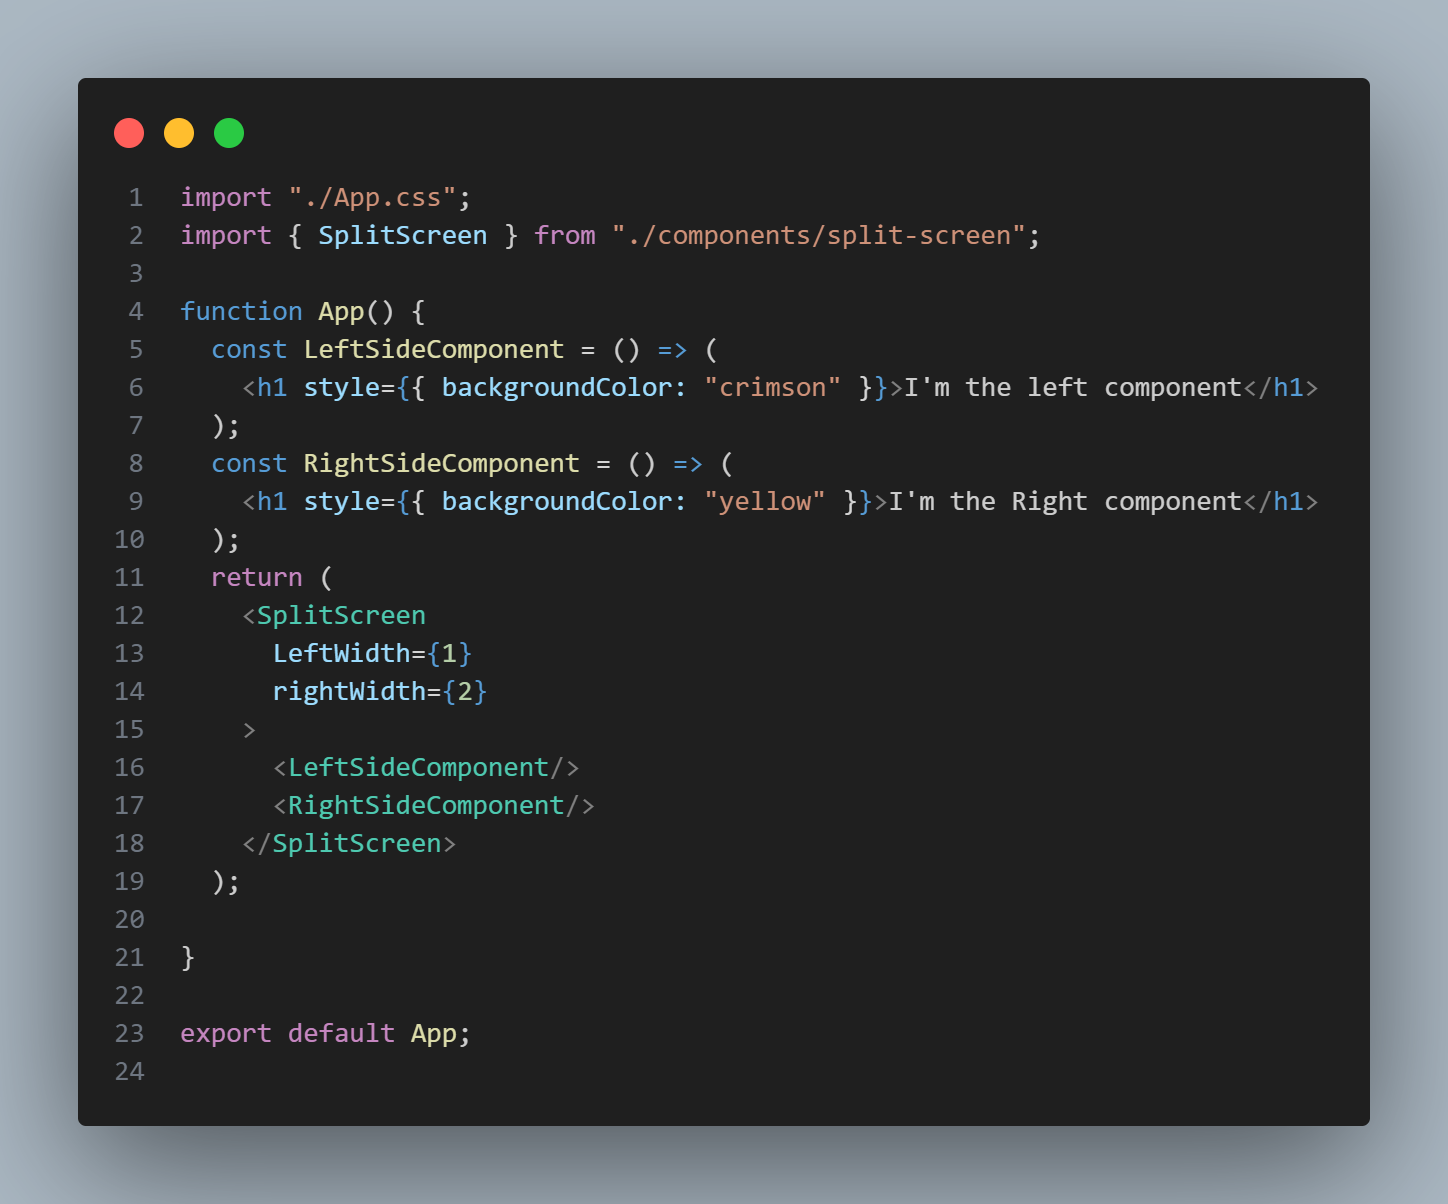 1 import "./App.css";
2 import { SplitScreen } from "./components/split-screen";
3
4 function App() {
5   const LeftSideComponent = () => (
6     <h1 style={{ backgroundColor: "crimson" }}>I'm the left component</h1>
7   );
8   const RightSideComponent = () => (
9     <h1 style={{ backgroundColor: "yellow" }}>I'm the Right component</h1>
10   );
11   return (
12     <SplitScreen
13       LeftWidth={1}
14       rightWidth={2}
15     >
16       <LeftSideComponent/>
17       <RightSideComponent/>
18     </SplitScreen>
19   );
20
21 }
22
23 export default App;
24